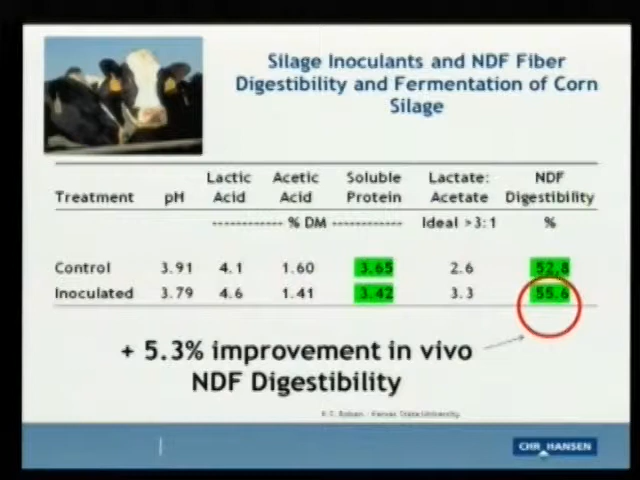 Silage Inoculants and NDF Fiber
Digestibility and Fermentation of Corn
Silage
Treatment pH Lactic Acid Acetic Acid Soluble Protein Lactate: Acetate NDF Digestibility
------------ % DM ------------ Ideal >3:1 %
Control 3.91 4.1 1.60 3.65 2.6 52.8
Inoculated 3.79 4.6 1.41 3.42 3.3 55.6
+ 5.3% improvement in vivo
NDF Digestibility
State University
CHR HANSEN